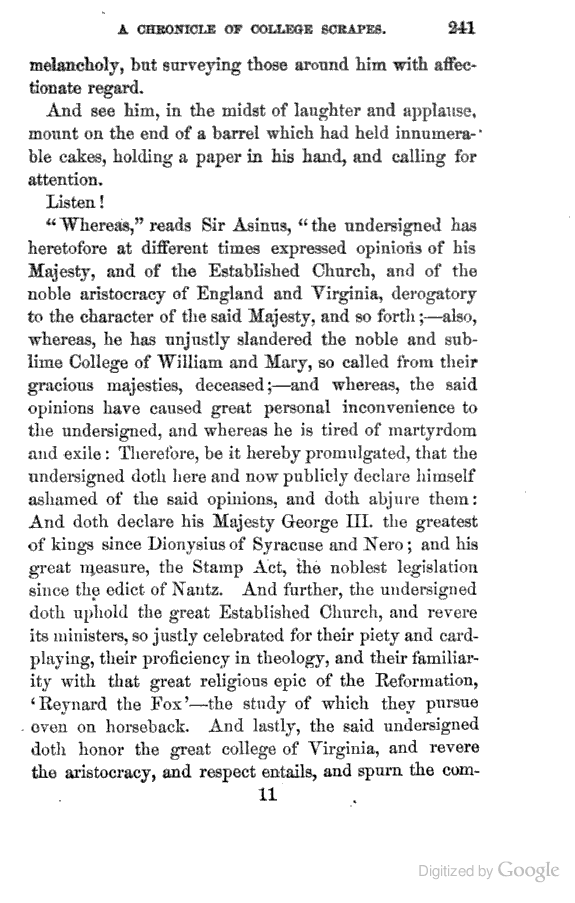 A CHRONICLE OF COLLEGE SCRAPES. 241
melancholy, but surveying those around him with affec-
tionate regard.
And see him, in the midst of laughter and applause,
mount on the end of a barrel which had held innumera-
ble cakes, holding a paper in his hand, and calling for
attention.
Listen!
"Whereas," reads Sir Asinus, "the undersigned has
heretofore at different times expressed opinions of his
Majesty, and of the Established Church, and of the
noble aristocracy of England and Virginia, derogatory
to the character of the said Majesty, and so forth;—also,
whereas, he has unjustly slandered the noble and sub-
lime College of William and Mary, so called from their
gracious majesties, deceased;—and whereas, the said
opinions have caused great personal inconvenience to
the undersigned, and whereas he is tired of martyrdom
and exile: Therefore, be it hereby promulgated, that the
undersigned doth here and now publicly declare himself
ashamed of the said opinions, and doth abjure them:
And doth declare his Majesty George III. the greatest
of kings since Dionysius of Syracuse and Nero; and his
great measure, the Stamp Act, the noblest legislation
since the edict of Nantz. And further, the undersigned
doth uphold the great Established Church, and revere
its ministers, so justly celebrated for their piety and card-
playing, their proficiency in theology, and their familiar-
ity with that great religious epic of the Reformation,
'Reynard the Fox'—the study of which they pursue
even on horseback. And lastly, the said undersigned
doth honor the great college of Virginia, and revere
the aristocracy, and respect entails, and spurn the com-
11
Digitized by Google